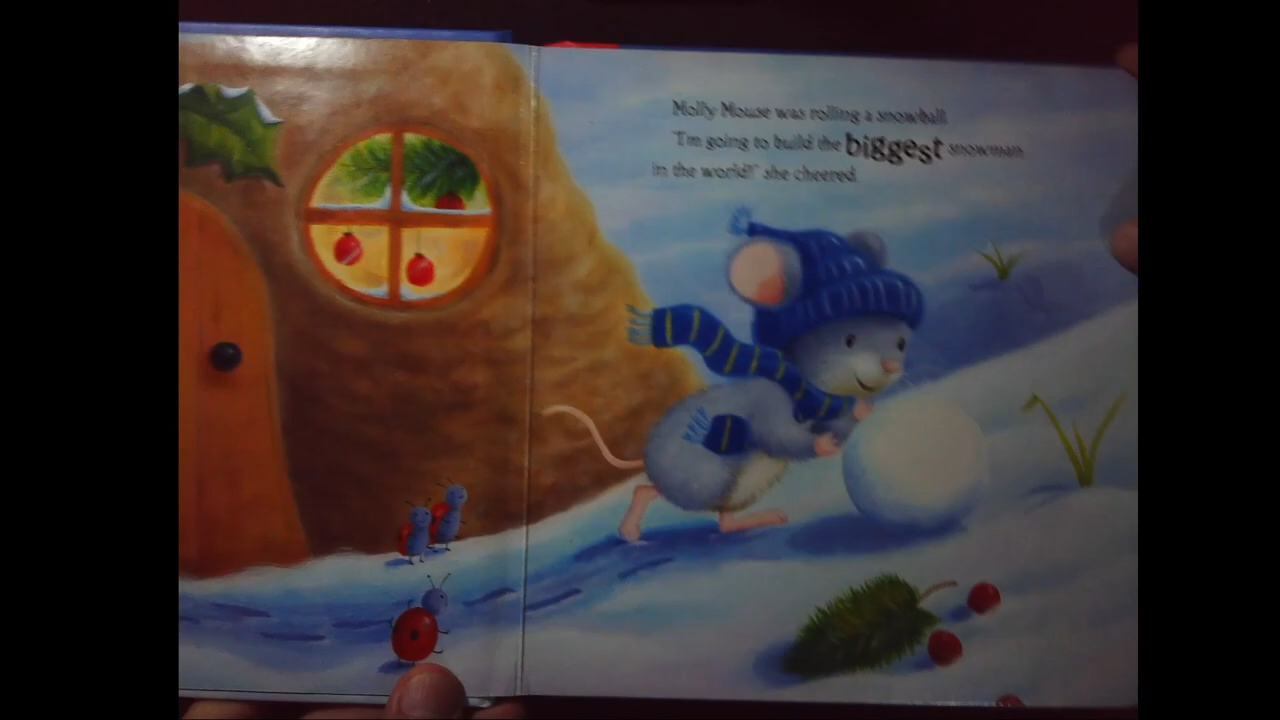 Molly Mouse was rolling a snowball.
"I'm going to build the biggest snowman
in the world!" she cheered.